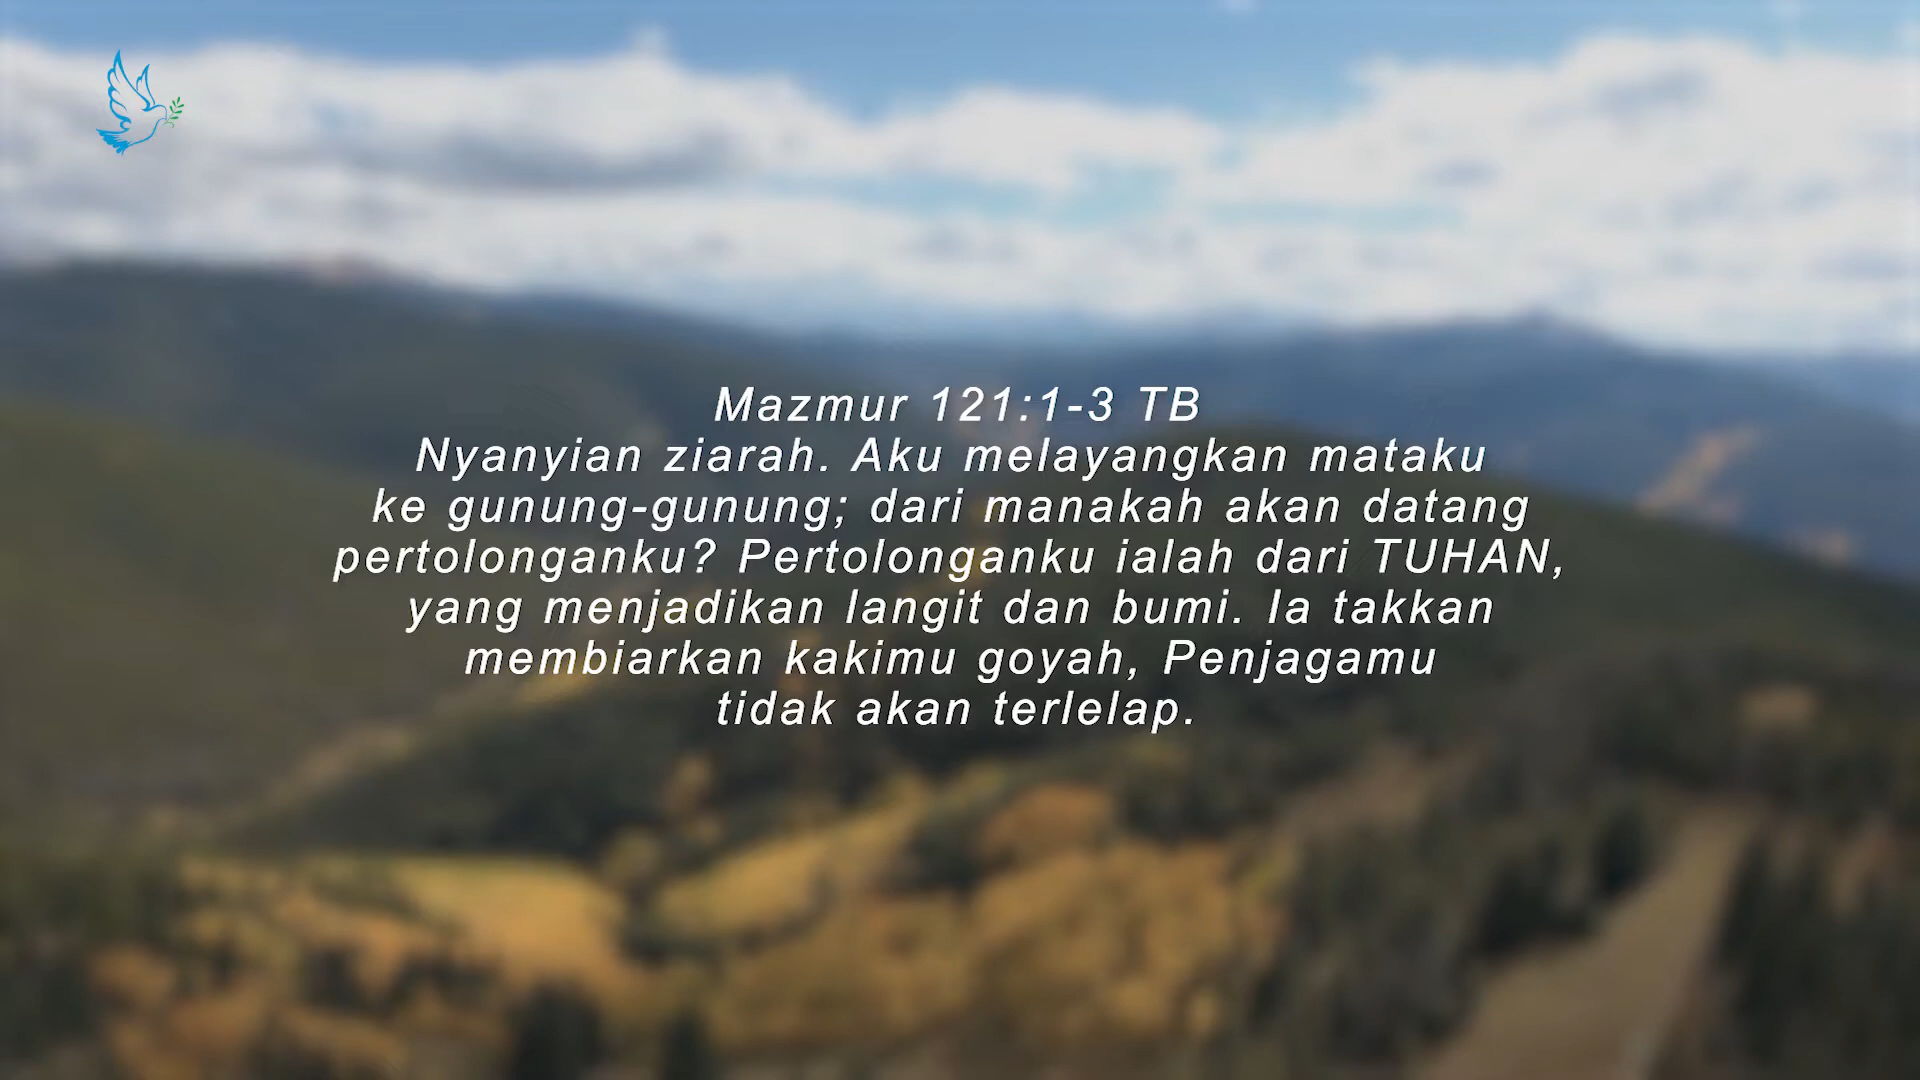 Mazmur 121:1-3 TB
Nyanyian ziarah. Aku melayangkan mataku
ke gunung-gunung; dari manakah akan datang
pertolonganku? Pertolonganku ialah dari TUHAN,
yang menjadikan langit dan bumi. Ia takkan
membiarkan kakimu goyah, Penjagamu
tidak akan terlelap.